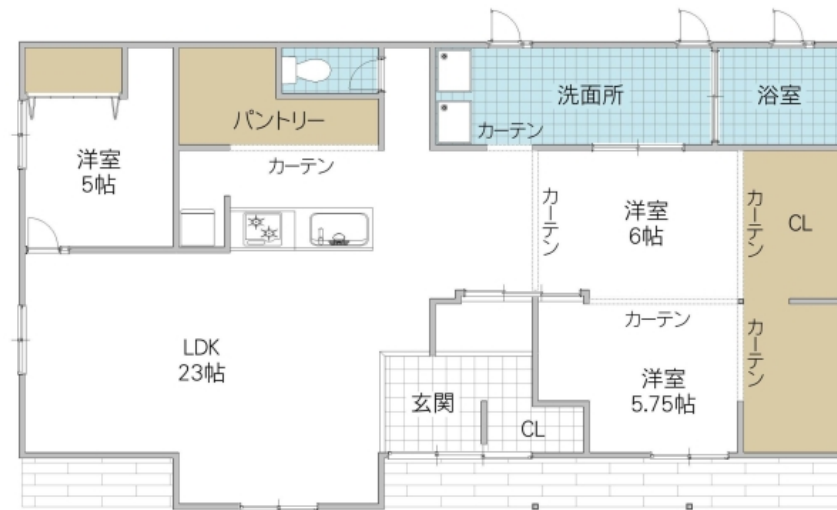 洗面所
浴室
パントリー
カーテン
洋室
5帖
カーテン
洋室
6帖
カーテン
カーテン
CL
LDK
23帖
カーテン
カーテン
洋室
5.75帖
玄関
CL